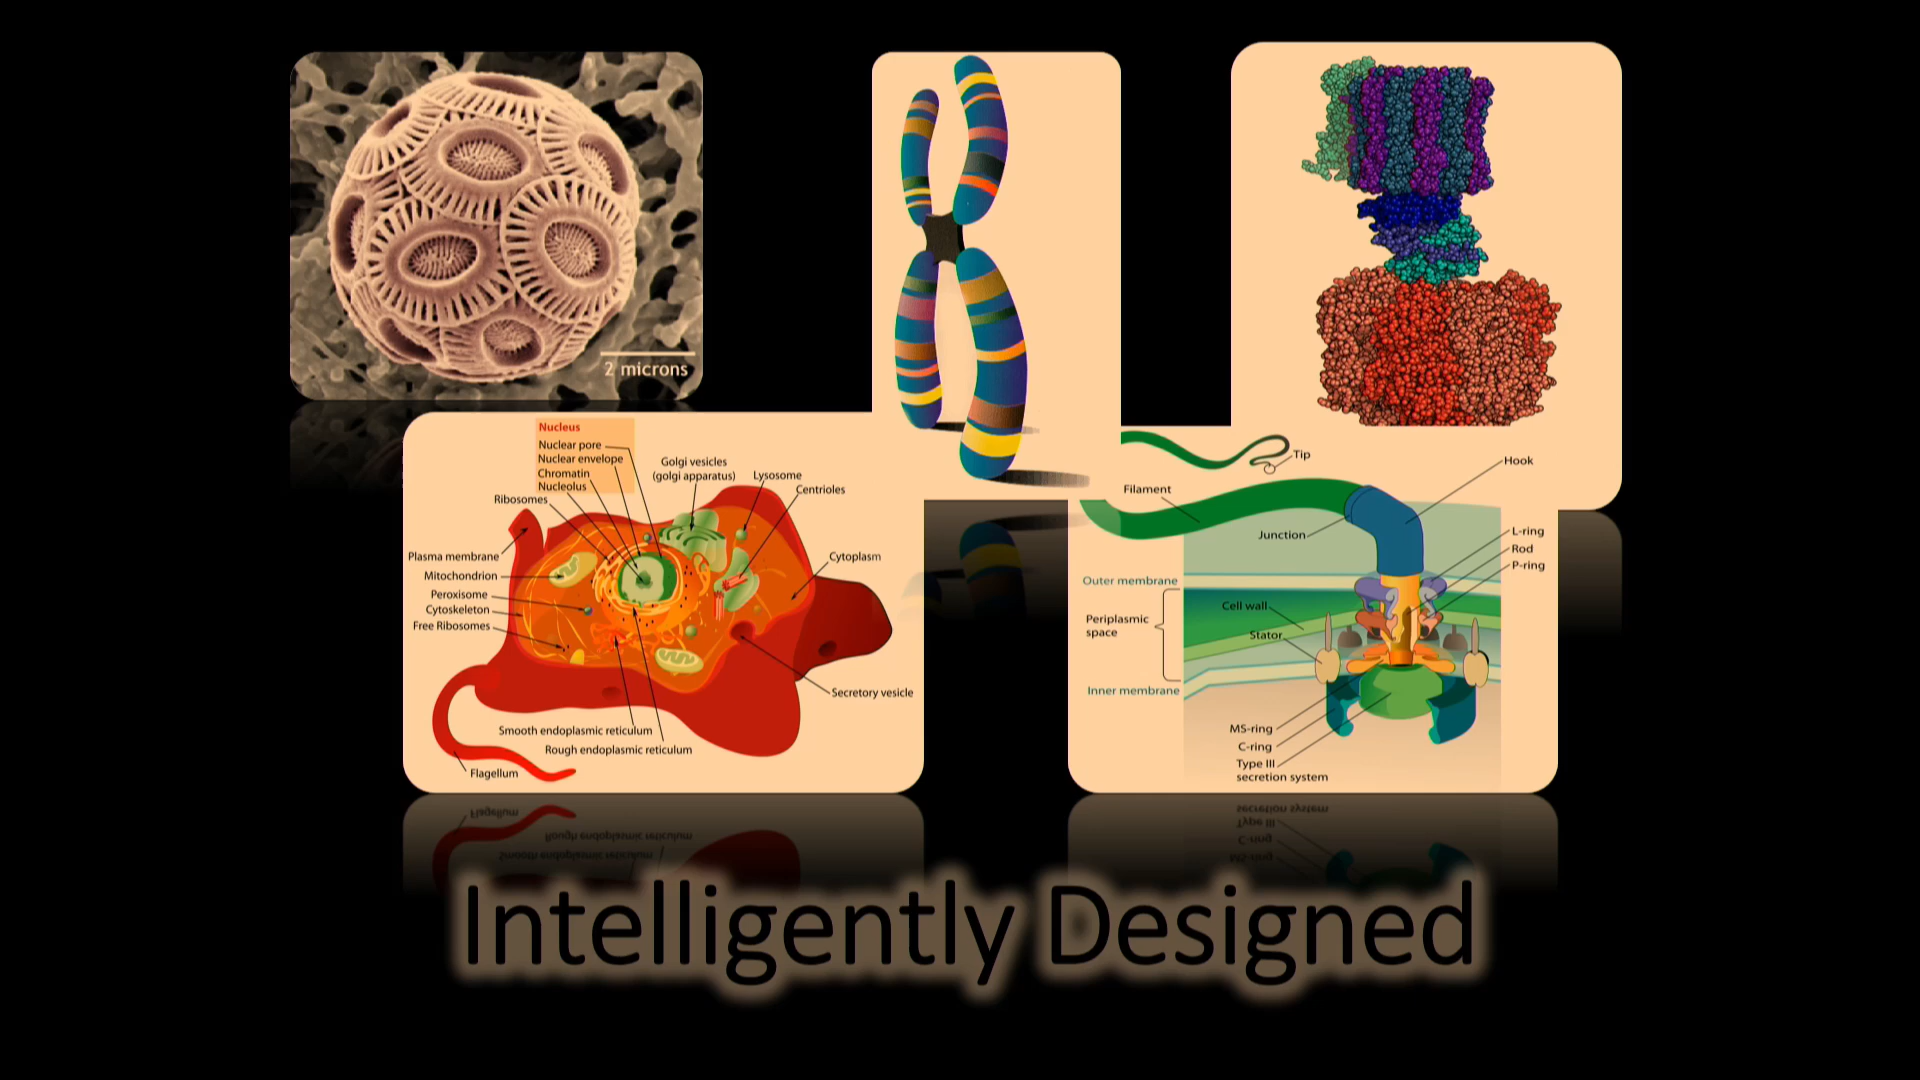 2 microns
Nucleus
Nuclear pore
Nuclear envelope
Chromatin
Nucleolus
Ribosomes
Golgi vesicles
(golgi apparatus)
Lysosome
Centrioles
Plasma membrane
Mitochondrion
Peroxisome
Cytoskeleton
Free Ribosomes
Cytoplasm
Secretory vesicle
Smooth endoplasmic reticulum
Rough endoplasmic reticulum
Flagellum
Tip
Hook
Filament
Junction
L-ring
Rod
P-ring
Outer membrane
Cell wall
Periplasmic
space
Stator
Inner membrane
MS-ring
C-ring
Type III
secretion system
Intelligently Designed